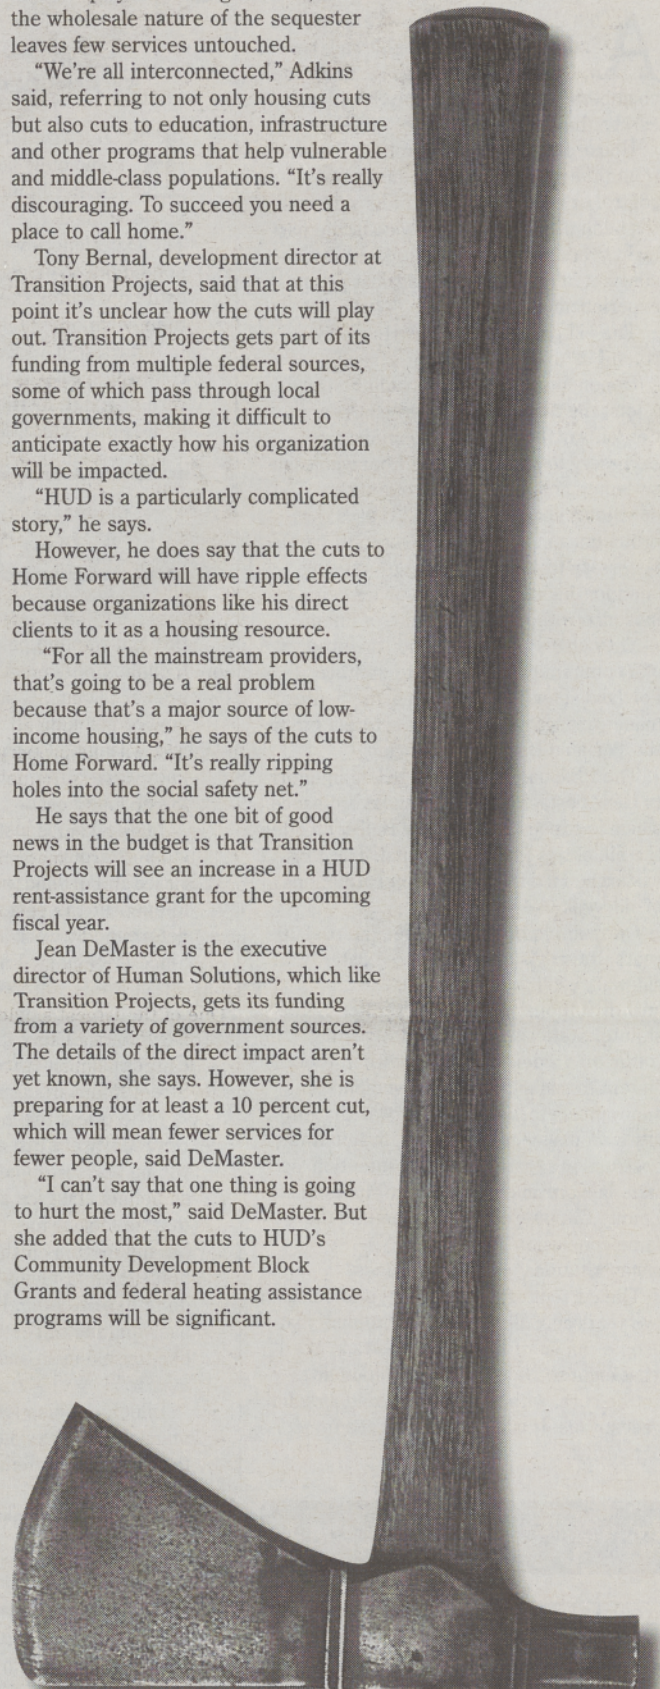 the wholesale nature of the sequester
leaves few services untouched.
“We’re all interconnected,” Adkins
said, referring to not only housing cuts
but also cuts to education, infrastructure
and other programs that help vulnerable
and middle-class populations. “It’s really
discouraging. To succeed you need a
place to call home.”
Tony Bernal, development director at
Transition Projects, said that at this
point it’s unclear how the cuts will play
out. Transition Projects gets part of its
funding from multiple federal sources,
some of which pass through local
governments, making it difficult to
anticipate exactly how his organization
will be impacted.
“HUD is a particularly complicated
story,” he says.
However, he does say that the cuts to
Home Forward will have ripple effects
because organizations like his direct
clients to it as a housing resource.
“For all the mainstream providers,
that’s going to be a real problem
because that’s a major source of low-
income housing,” he says of the cuts to
Home Forward. “It’s really ripping
holes into the social safety net.”
He says that the one bit of good
news in the budget is that Transition
Projects will see an increase in a HUD
rent-assistance grant for the upcoming
fiscal year.
Jean DeMaster is the executive
director of Human Solutions, which like
Transition Projects, gets its funding
from a variety of government sources.
The details of the direct impact aren’t
yet known, she says. However, she is
preparing for at least a 10 percent cut,
which will mean fewer services for
fewer people, said DeMaster.
“I can’t say that one thing is going
to hurt the most,” said DeMaster. But
she added that the cuts to HUD’s
Community Development Block
Grants and federal heating assistance
programs will be significant.